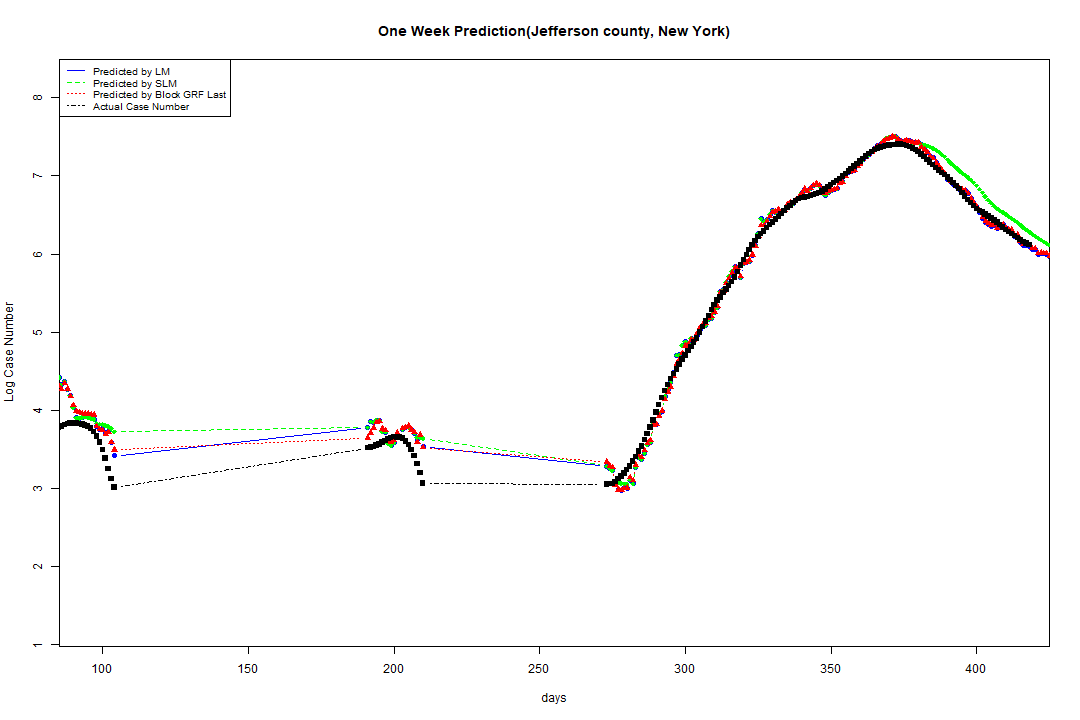 One Week Prediction(Jefferson county, New York)
Predicted by LM
Predicted by SLM
Predicted by Block GRF Last
Actual Case Number
8
7
6
5
4
3
2
1
Log Case Number
100 150 200 250 300 350 400
days